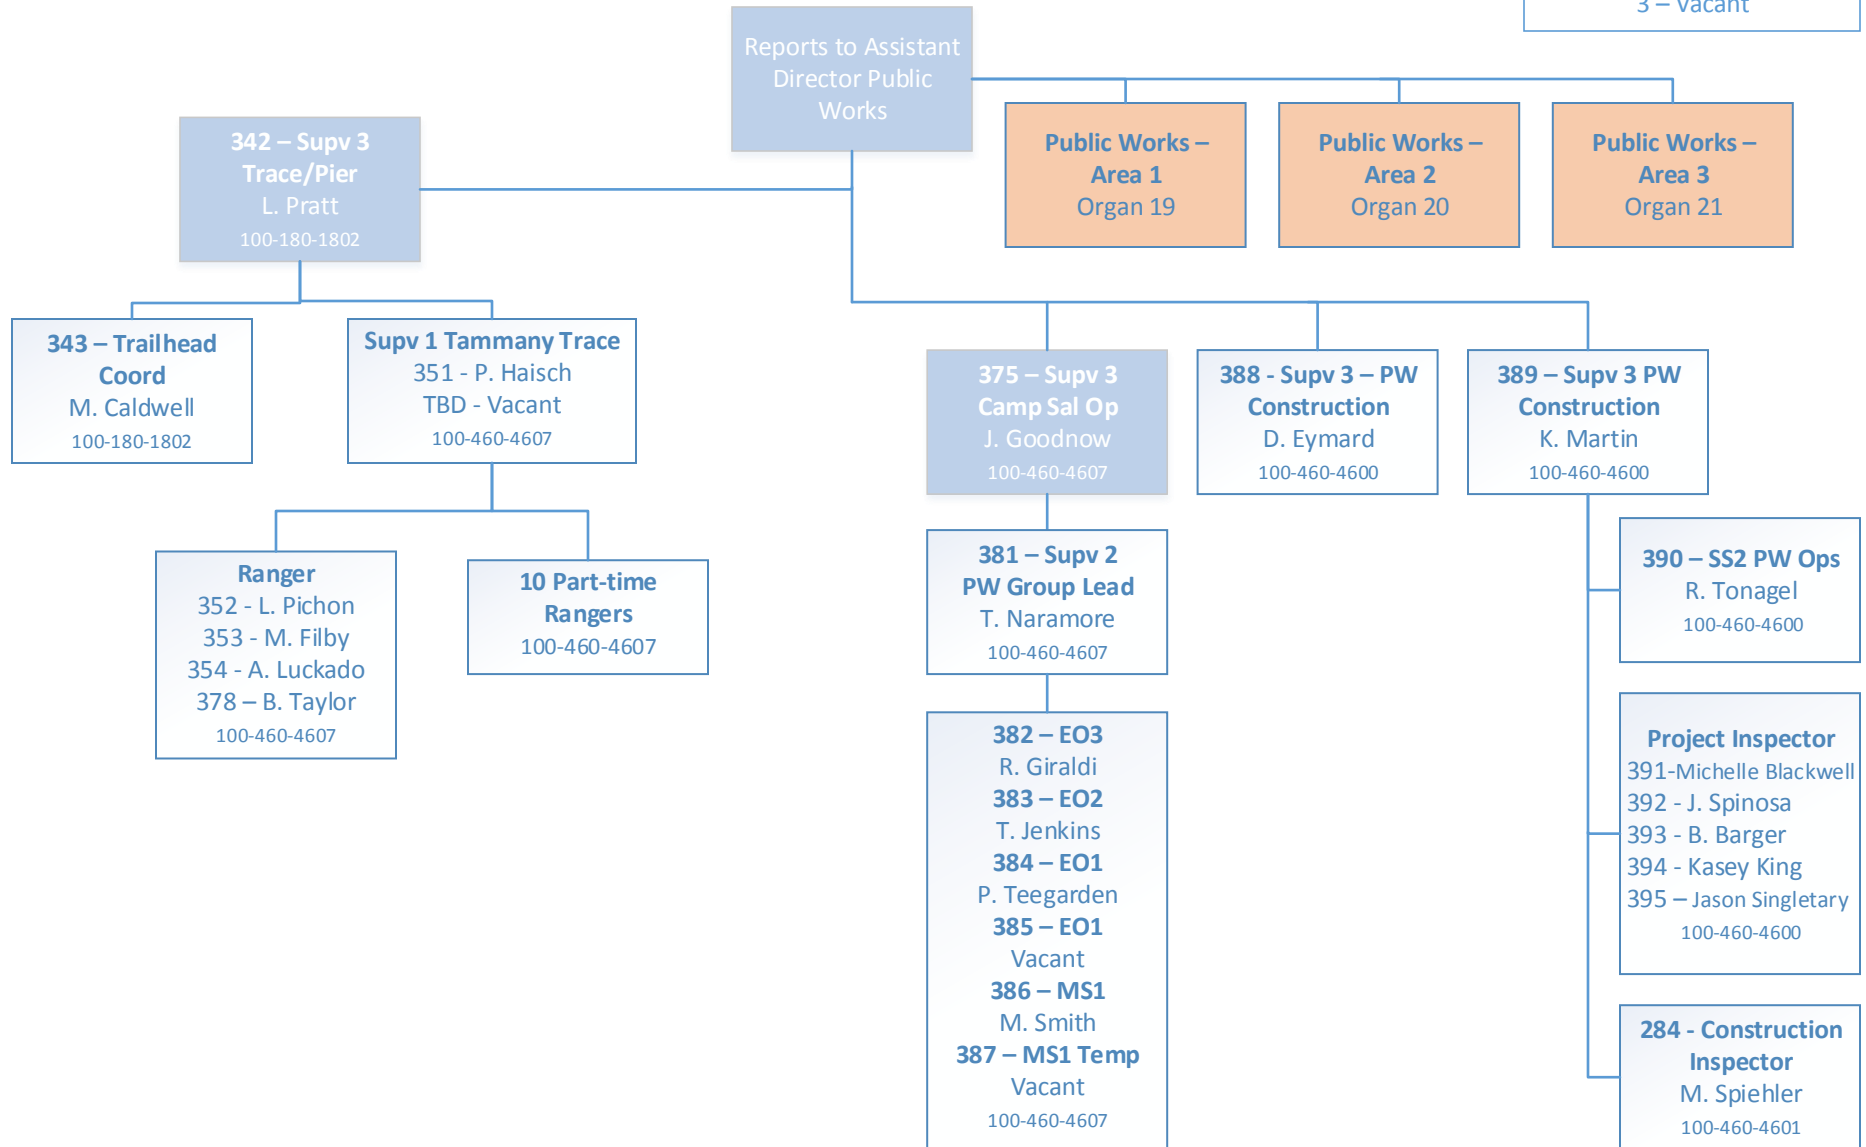 3 – Vacant
Reports to Assistant
Director Public
Works
Public Works –
Area 1
Organ 19
Public Works –
Area 2
Organ 20
Public Works –
Area 3
Organ 21
342 – Supv 3
Trace/Pier
L. Pratt
100-180-1802
343 – Trailhead
Coord
M. Caldwell
100-180-1802
Supv 1 Tammany Trace
351 - P. Haisch
TBD - Vacant
100-460-4607
Ranger
352 - L. Pichon
353 - M. Filby
354 - A. Luckado
378 – B. Taylor
100-460-4607
10 Part-time
Rangers
100-460-4607
375 – Supv 3
Camp Sal Op
J. Goodnow
100-460-4607
381 – Supv 2
PW Group Lead
T. Naramore
100-460-4607
382 – EO3
R. Giraldi
383 – EO2
T. Jenkins
384 – EO1
P. Teegarden
385 – EO1
Vacant
386 – MS1
M. Smith
387 – MS1 Temp
Vacant
100-460-4607
388 - Supv 3 – PW
Construction
D. Eymard
100-460-4600
389 – Supv 3 PW
Construction
K. Martin
100-460-4600
390 – SS2 PW Ops
R. Tonagel
100-460-4600
Project Inspector
391-Michelle Blackwell
392 - J. Spinosa
393 - B. Barger
394 - Kasey King
395 – Jason Singletary
100-460-4600
284 - Construction
Inspector
M. Spiehler
100-460-4601